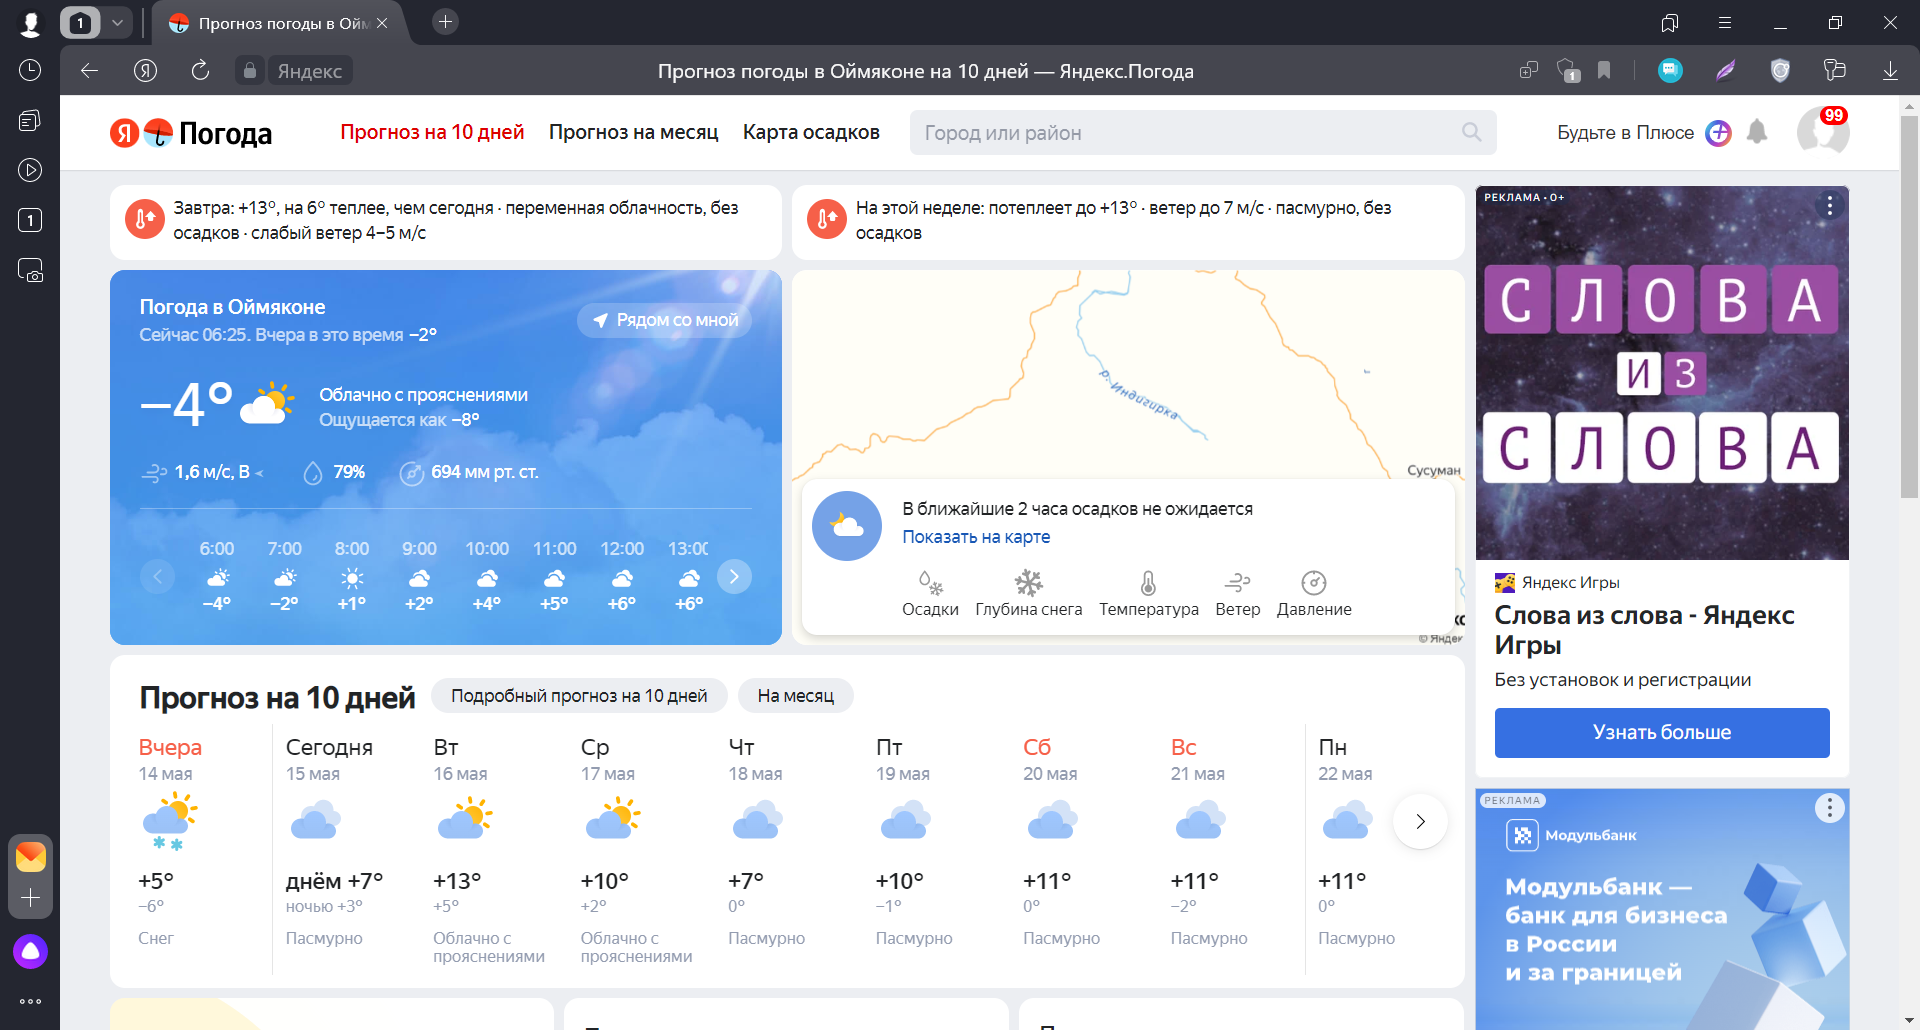 1
Прогноз погоды в Ойм
Яндекс
Прогноз погоды в Оймяконе на 10 дней — Яндекс.Погода
1
1
Я Погода
Прогноз на 10 дней
Прогноз на месяц
Карта осадков
Город или район
Будьте в Плюсе
99
Завтра: +13°, на 6° теплее, чем сегодня · переменная облачность, без
осадков · слабый ветер 4–5 м/с
На этой неделе: потеплеет до +13° · ветер до 7 м/с · пасмурно, без
осадков
Погода в Оймяконе
Сейчас 06:25. Вчера в это время −2°
Рядом со мной
−4°
Облачно с прояснениями
Ощущается как −8°
1,6 м/с, В
79%
694 мм рт. ст.
6:00 7:00 8:00 9:00 10:00 11:00 12:00 13:00
−4° −2° +1° +2° +4° +5° +6° +6°
р. Индигирка
Сусуман
В ближайшие 2 часа осадков не ожидается
Показать на карте
Осадки Глубина снега Температура Ветер Давление
© Яндек
Прогноз на 10 дней
Подробный прогноз на 10 дней
На месяц
Вчера Сегодня Вт Ср Чт Пт Сб Вс Пн
14 мая 15 мая 16 мая 17 мая 18 мая 19 мая 20 мая 21 мая 22 мая
+5° днём +7° +13° +10° +7° +10° +11° +11° +11°
−6° ночью +3° +5° +2° 0° −1° 0° −2° 0°
Снег Пасмурно Облачно с Облачно с Пасмурно Пасмурно Пасмурно Пасмурно Пасмурно
прояснениями прояснениями
РЕКЛАМА • 0+
СЛОВА
ИЗ
СЛОВА
Яндекс Игры
Слова из слова - Яндекс
Игры
Без установок и регистрации
Узнать больше
РЕКЛАМА
Модульбанк
Модульбанк —
банк для бизнеса
в России
и за границей